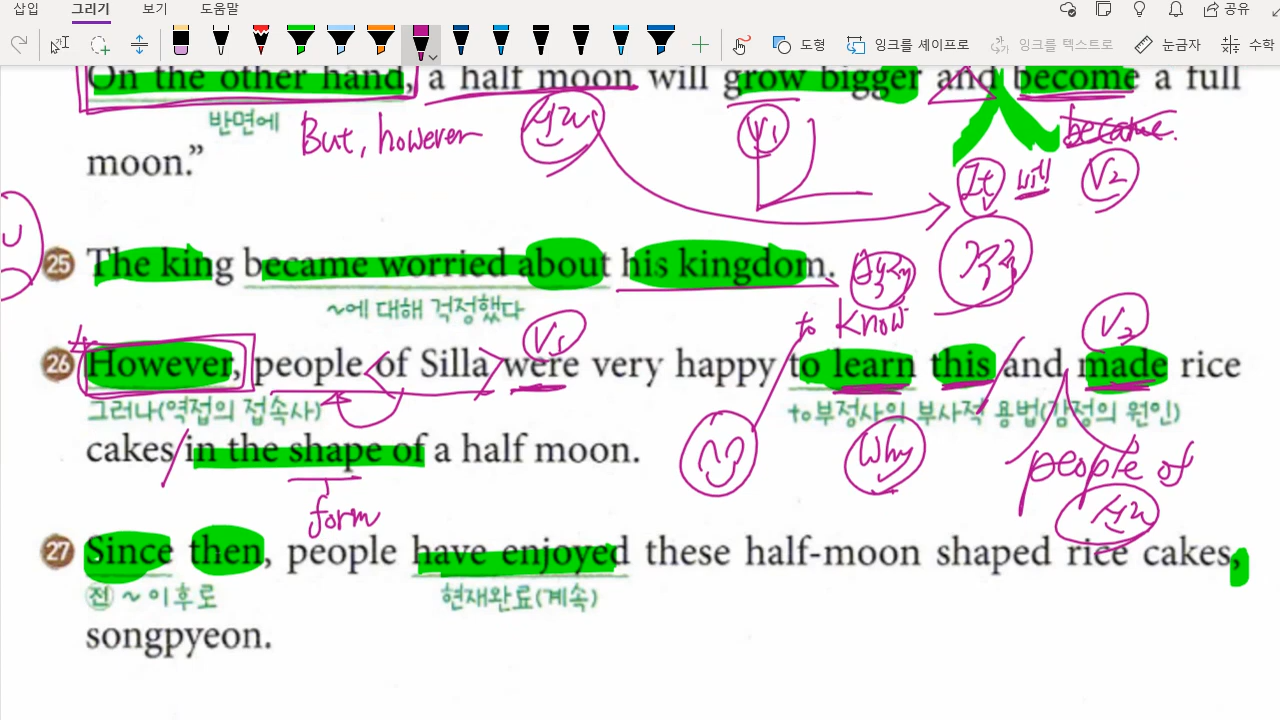 삽입 그리기 보기 도움말 공유
도형 잉크를 셰이프로 잉크를 텍스트로 눈금자 수학
On the other hand, a half moon will grow bigger and become a full
반면에 But, however 신라 V1 became
moon.”
It will V2
25 The king became worried about his kingdom.
~에 대해 걱정했다
to know V1 V2
26 However, people of Silla were very happy to learn this and made rice
그러나(역접의 접속사) to부정사의 부사적 용법(감정의 원인)
cakes in the shape of a half moon.
Why people of
form 신라
27 Since then, people have enjoyed these half-moon shaped rice cakes,
전 ~ 이후로 현재완료(계속)
songpyeon.